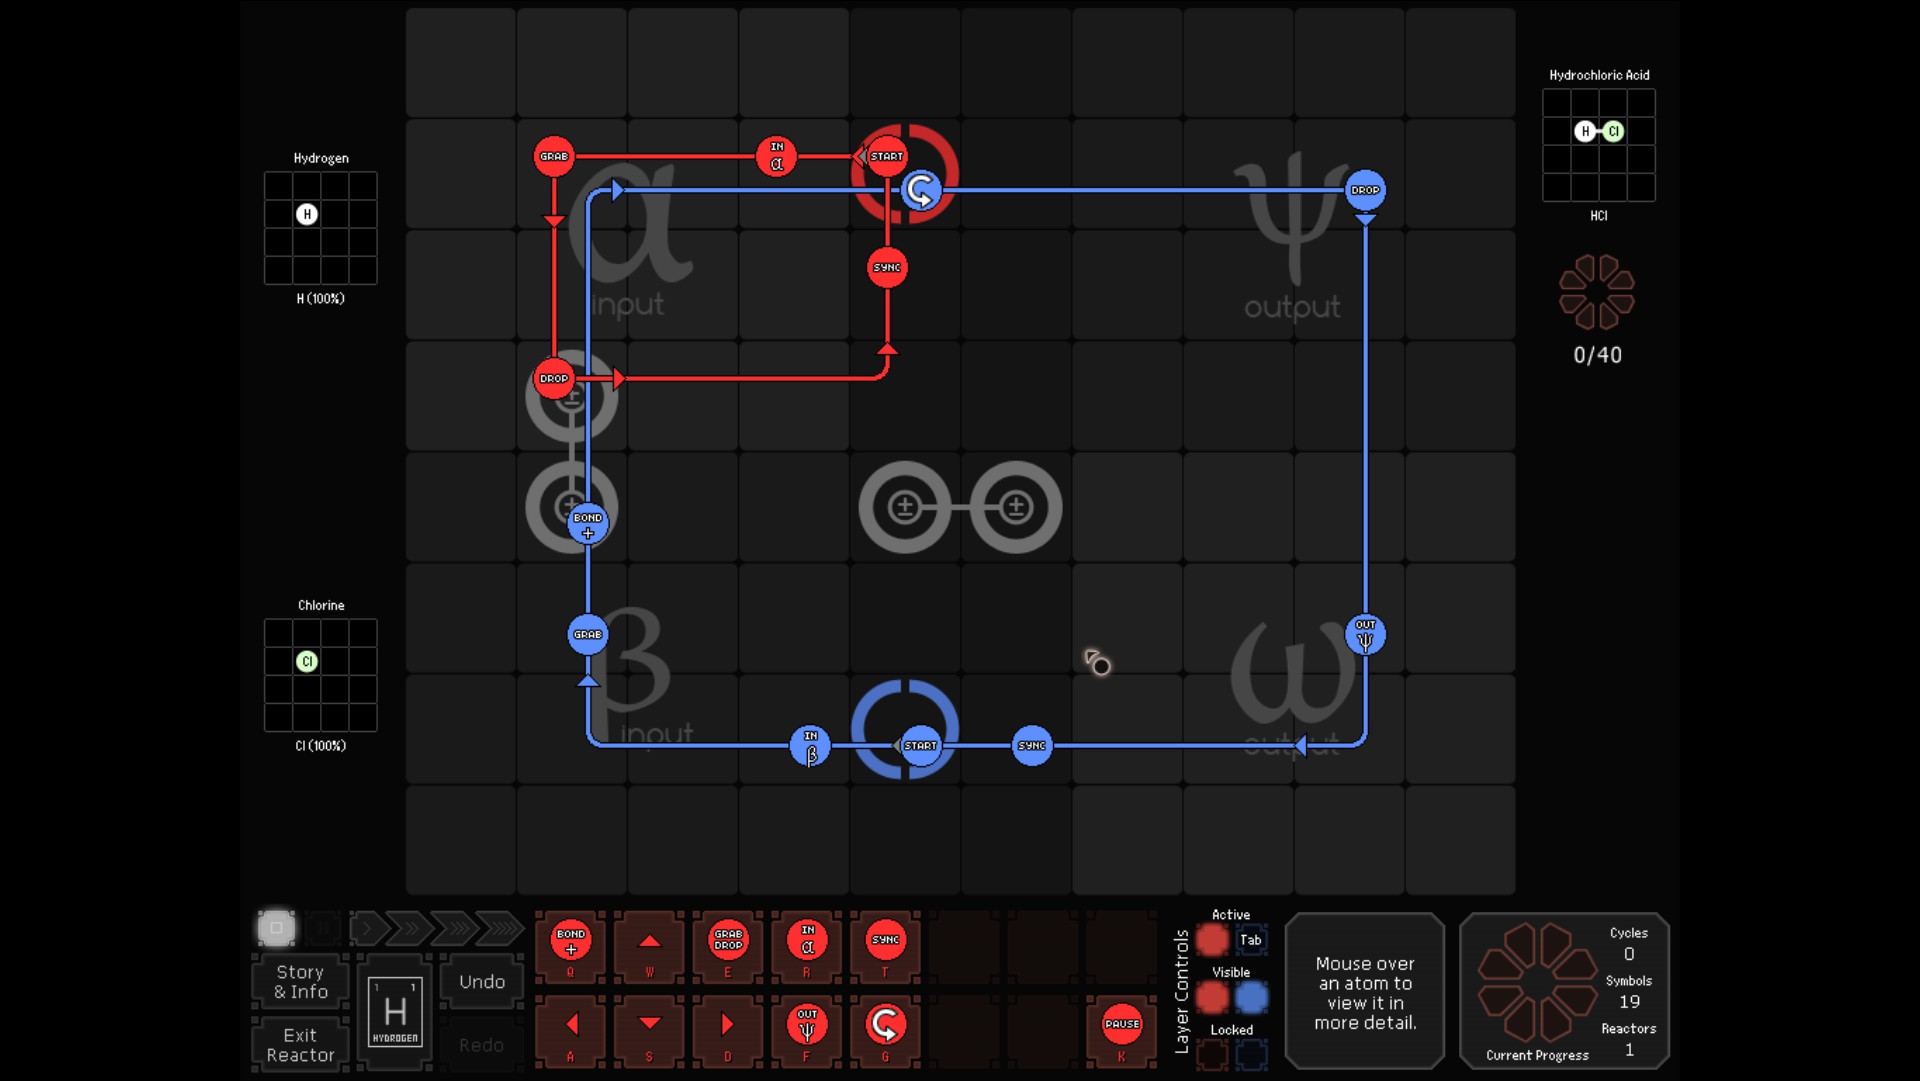 Hydrochloric Acid
H Cl
HCl
0/40
Hydrogen
H
H (100%)
Chlorine
Cl
Cl (100%)
GRAB
IN
α
START
DROP
α
input
ψ
output
SYNC
DROP
±
±
BOND
+
± ±
GRAB
β
input
IN
β
START
SYNC
OUT
ψ
ω
output
Story
& Info
Exit
Reactor
1 1
H
HYDROGEN
Undo
Redo
BOND
+
Q
W
GRAB
DROP
E
IN
α
R
SYNC
T
A
S
D
OUT
ψ
F
G
PAUSE
K
Layer Controls
Active
Tab
Visible
Locked
Mouse over
an atom to
view it in
more detail.
Cycles
0
Symbols
19
Reactors
1
Current Progress